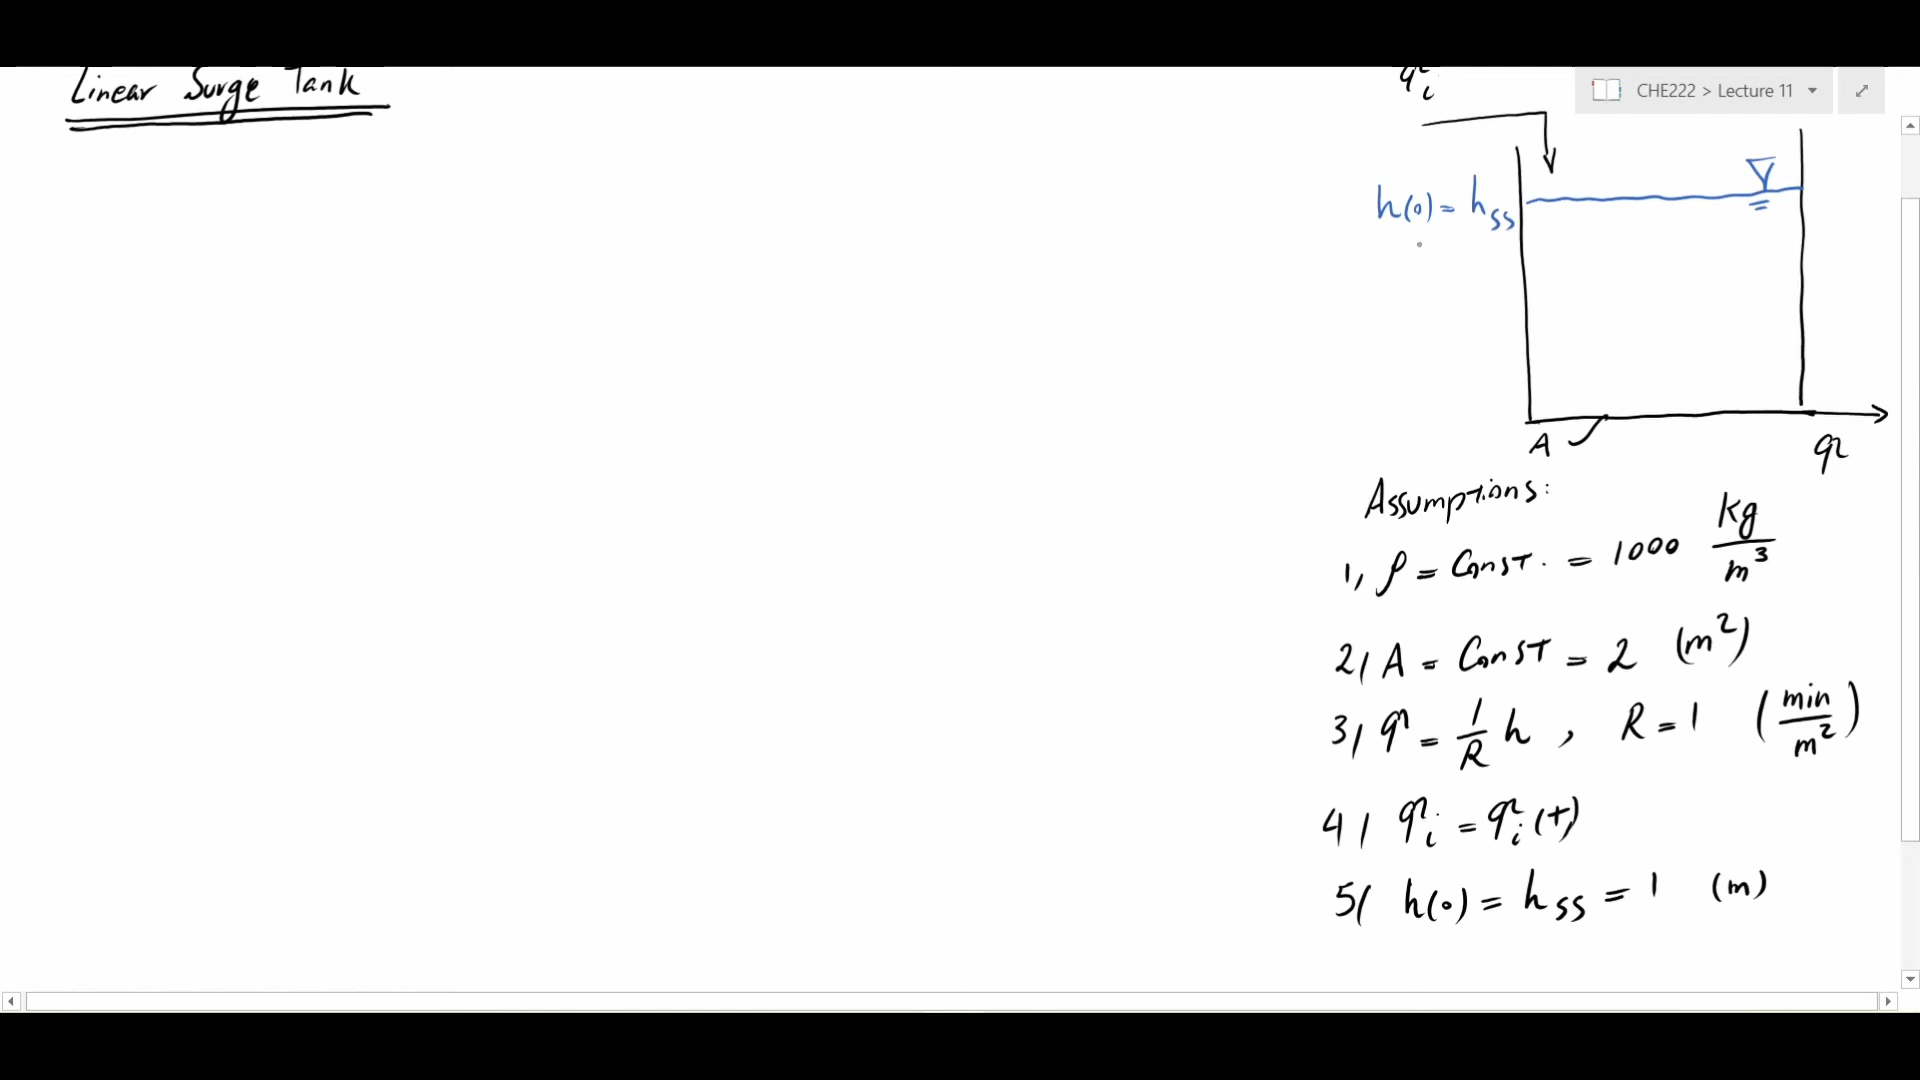 Linear Surge Tank
qi
CHE222 > Lecture 11
h(0) = hss
A
q
Assumptions:
1, ρ = Const. = 1000 kg/m³
2/ A = Const = 2 (m²)
3/ q = 1/R h , R = 1 (min/m²)
4/ qi = qi(t)
5/ h(0) = hss = 1 (m)